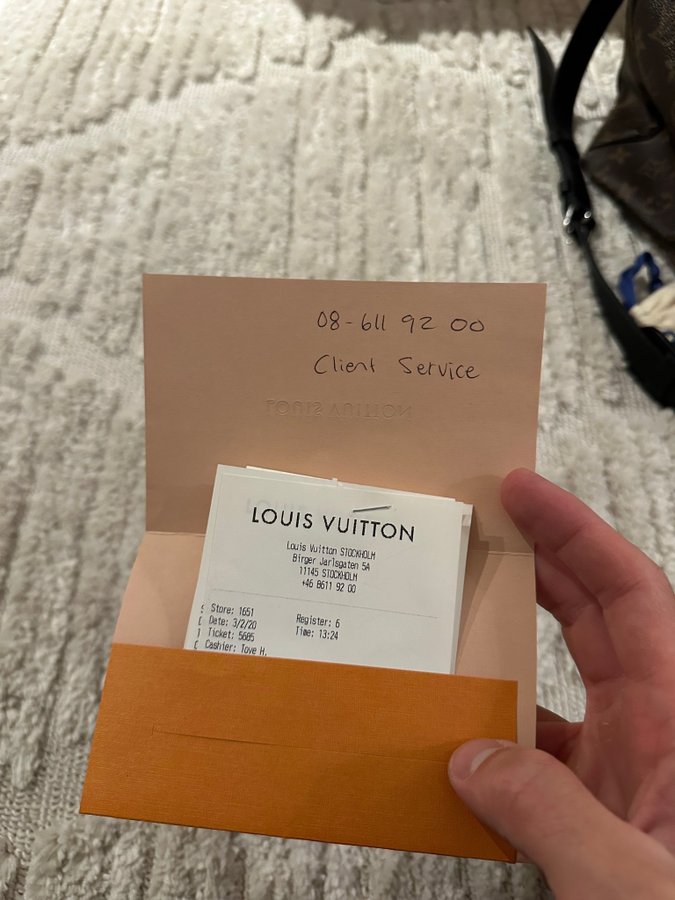 08-611 92 00
Client Service
LOUIS VUITTON
LOUIS VUITTON
Louis Vuitton STOCKHOLM
Birger Jarlsgaten 5A
11145 STOCKHOLM
+46 8611 92 00
Store: 1651 Register: 6
Date: 3/2/20 Time: 13:24
Ticket: 5685
Cashier: Tove H.